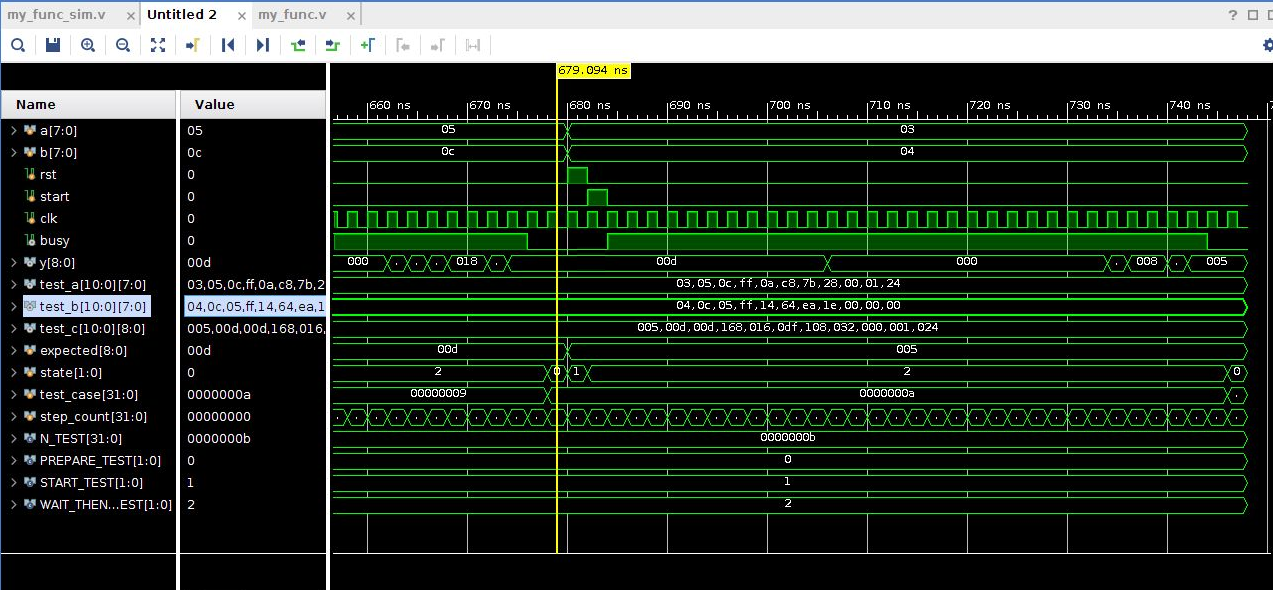 my_func_sim.v × Untitled 2 × my_func.v × ?
679.094 ns
Name Value 660 ns 670 ns 680 ns 690 ns 700 ns 710 ns 720 ns 730 ns 740 ns
a[7:0] 05 05 03
b[7:0] 0c 0c 04
rst 0
start 0
clk 0
busy 0
y[8:0] 00d 000 . . . 018 . 00d 000 . 008 . 005
test_a[10:0][7:0] 03,05,0c,ff,0a,c8,7b,2 03,05,0c,ff,0a,c8,7b,28,00,01,24
test_b[10:0][7:0] 04,0c,05,ff,14,64,ea,1 04,0c,05,ff,14,64,ea,1e,00,00,00
test_c[10:0][8:0] 005,00d,00d,168,016, 005,00d,00d,168,016,0df,108,032,000,001,024
expected[8:0] 00d 00d 005
state[1:0] 0 2 0 1 2 0
test_case[31:0] 0000000a 00000009 0000000a .
step_count[31:0] 00000000
N_TEST[31:0] 0000000b 0000000b
PREPARE_TEST[1:0] 0 0
START_TEST[1:0] 1 1
WAIT_THEN...EST[1:0] 2 2